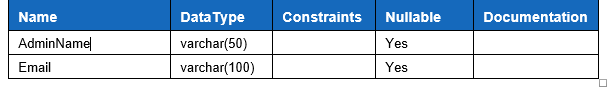 Name DataType Constraints Nullable Documentation
AdminName varchar(50) Yes
Email varchar(100) Yes